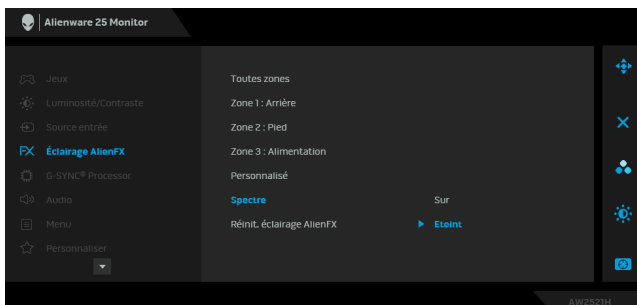 Alienware 25 Monitor
Jeux
Luminosité/Contraste
Source entrée
FX Éclairage AlienFX
G-SYNC® Processor
Audio
Menu
Personnaliser
Toutes zones
Zone 1 : Arrière
Zone 2 : Pied
Zone 3 : Alimentation
Personnalisé
Spectre Sur
Réinit. éclairage AlienFX Eteint
AW2521H